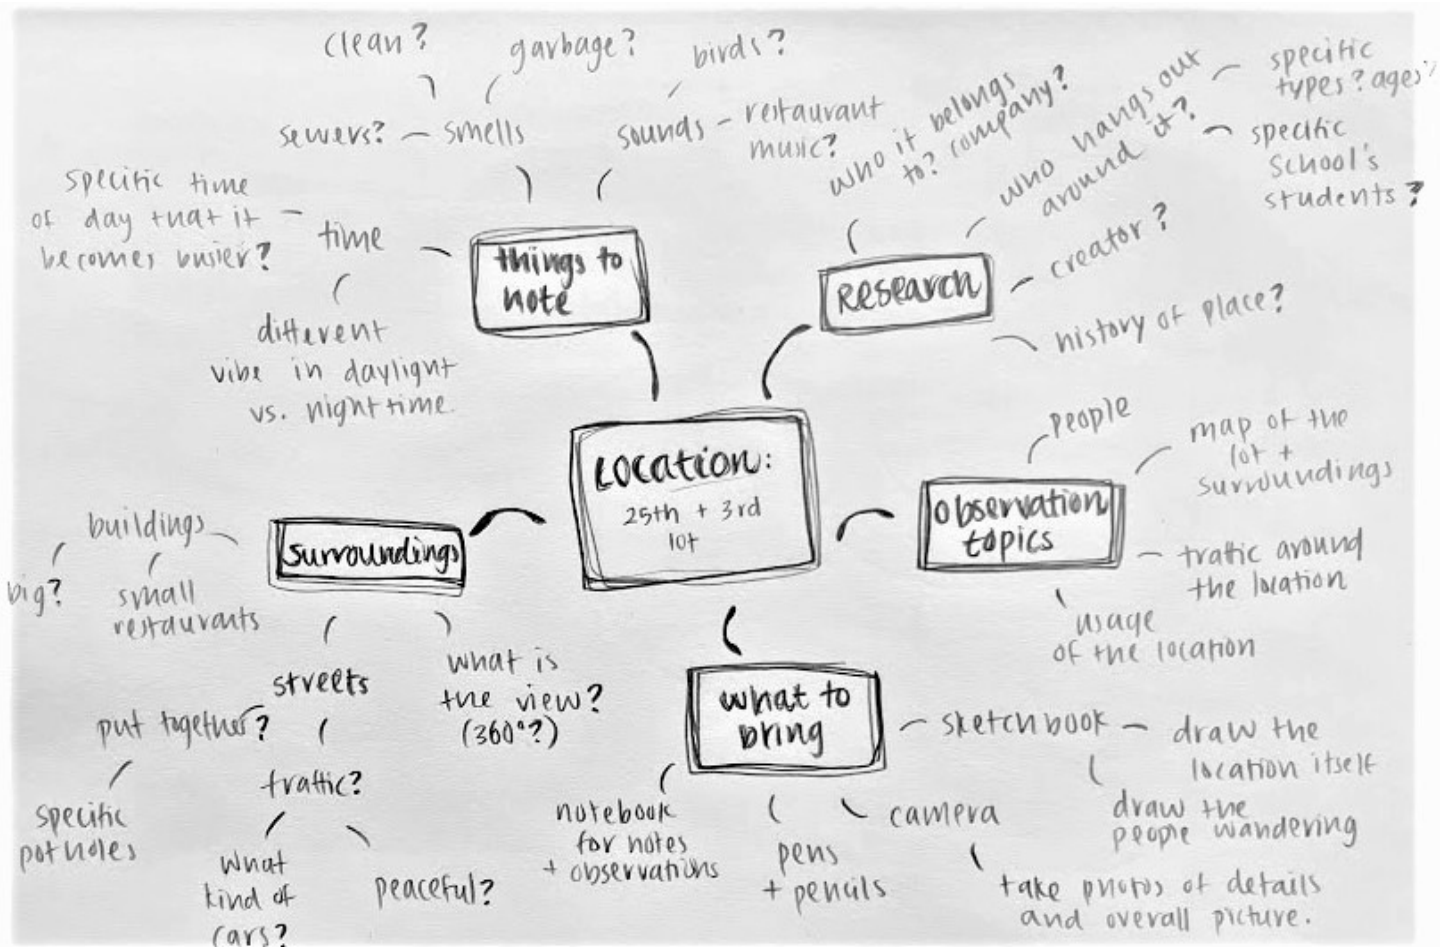 clean?
garbage?
birds?
sewers?
smells
sounds
restaurant
music?
specific time
of day that it
becomes busier?
time
different
vibe in daylight
vs. nighttime.
things to
note
who it belongs
to? company?
who hangs out
around it?
specific
types? ages?
specific
school's
students?
creator?
history of place?
Research
Location:
25th + 3rd
lot
people
map of the
lot +
surroundings
observation
topics
traffic around
the location
usage
of the location
surroundings
buildings
big?
small
restaurants
streets
put together?
specific
potholes
traffic?
what
kind of
cars?
peaceful?
what is
the view?
(360°?)
what to
bring
notebook
for notes
+ observations
pens
+ pencils
camera
take photos of details
and overall picture.
sketchbook
draw the
location itself
draw the
people wandering